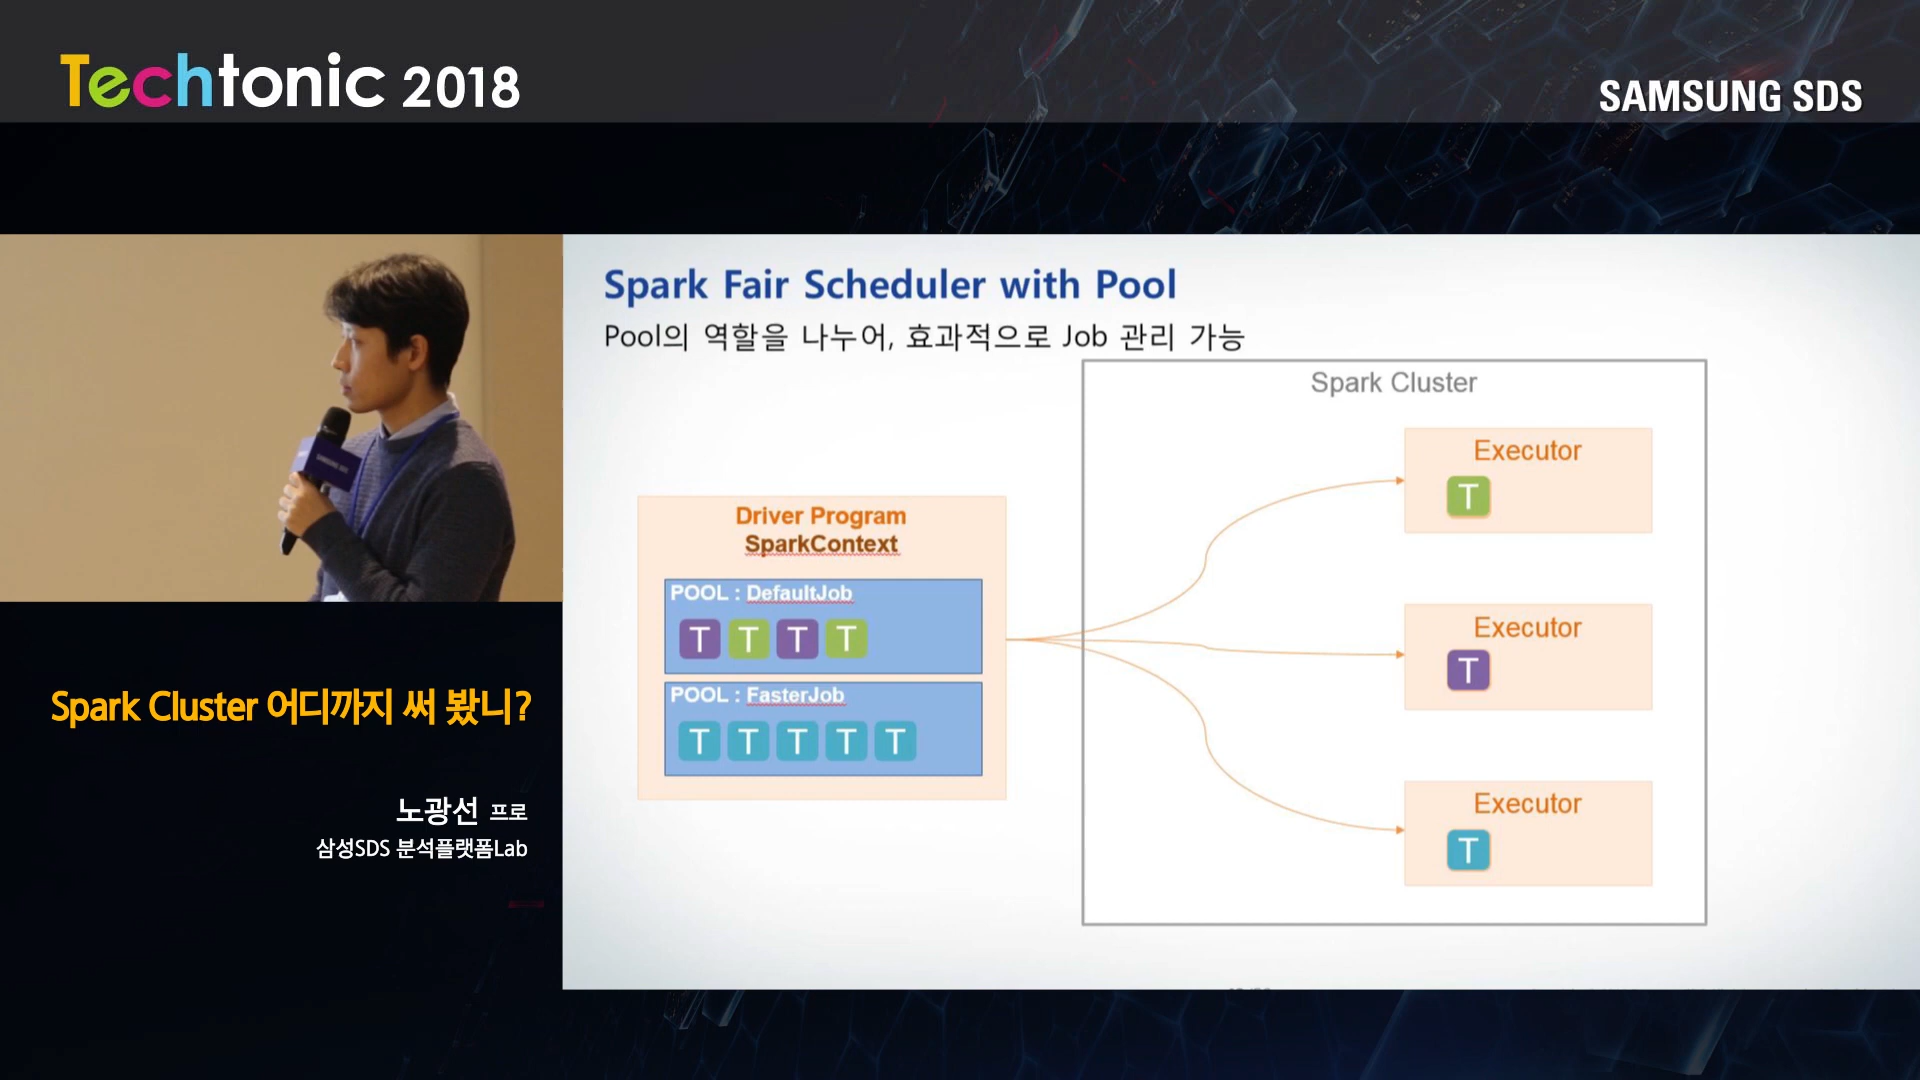 Techtonic 2018
SAMSUNG SDS
Spark Fair Scheduler with Pool
Pool의 역할을 나누어, 효과적으로 Job 관리 가능
Spark Cluster
Driver Program
SparkContext
POOL : DefaultJob
T T T T
POOL : FasterJob
T T T T T
Executor
T
Executor
T
Executor
T
SAMSUNG SDS
Spark Cluster 어디까지 써 봤니?
노광선 프로
삼성SDS 분석플랫폼Lab